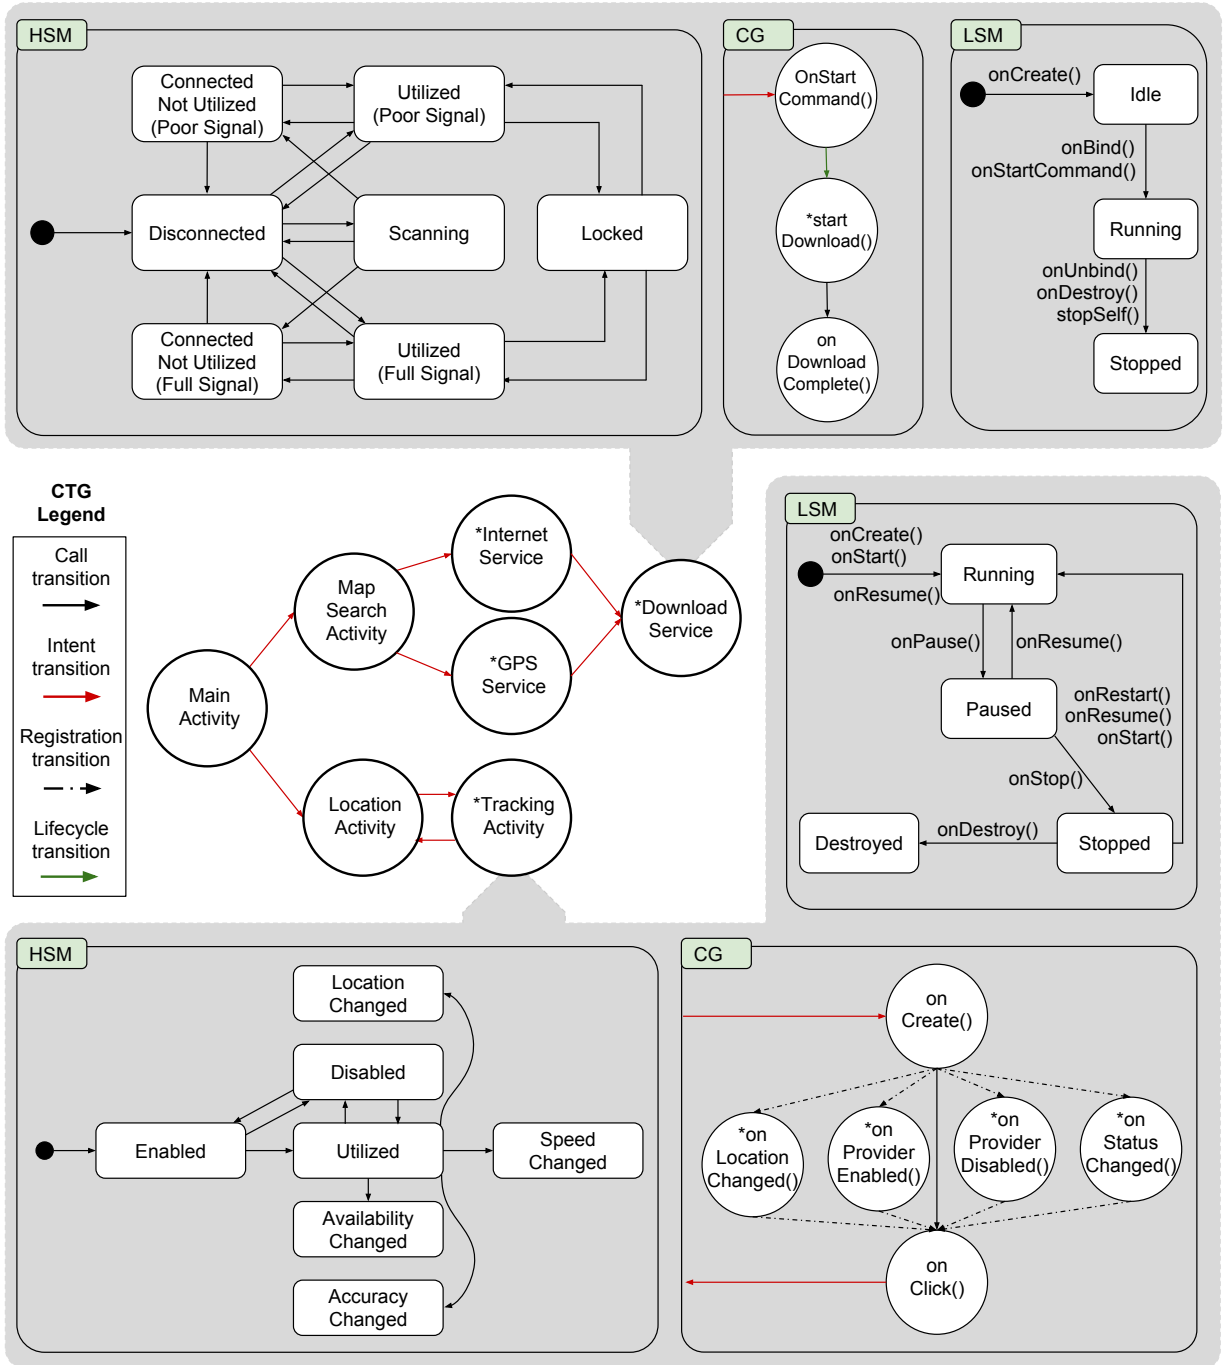 HSM
Connected
Not Utilized
(Poor Signal)
Utilized
(Poor Signal)
Disconnected
Scanning
Locked
Connected
Not Utilized
(Full Signal)
Utilized
(Full Signal)
CG
OnStart
Command()
*start
Download()
on
Download
Complete()
LSM
onCreate()
Idle
onBind()
onStartCommand()
Running
onUnbind()
onDestroy()
stopSelf()
Stopped
CTG
Legend
Call
transition
Intent
transition
Registration
transition
Lifecycle
transition
Main
Activity
Map
Search
Activity
*Internet
Service
*GPS
Service
*Download
Service
Location
Activity
*Tracking
Activity
LSM
onCreate()
onStart()
onResume()
Running
onPause()
onResume()
Paused
onRestart()
onResume()
onStart()
onStop()
Destroyed
onDestroy()
Stopped
HSM
Location
Changed
Disabled
Enabled
Utilized
Speed
Changed
Availability
Changed
Accuracy
Changed
CG
on
Create()
*on
Location
Changed()
*on
Provider
Enabled()
*on
Provider
Disabled()
*on
Status
Changed()
on
Click()